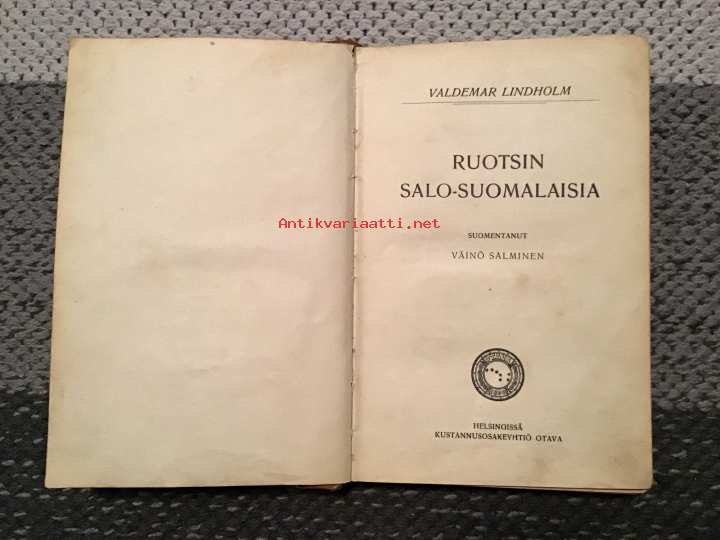 VALDEMAR LINDHOLM
RUOTSIN
SALO-SUOMALAISIA
Antikvariaatti.net
SUOMENTANUT
VÄINÖ SALMINEN
HELSINGISSÄ
KUSTANNUSOSAKEYHTIÖ OTAVA